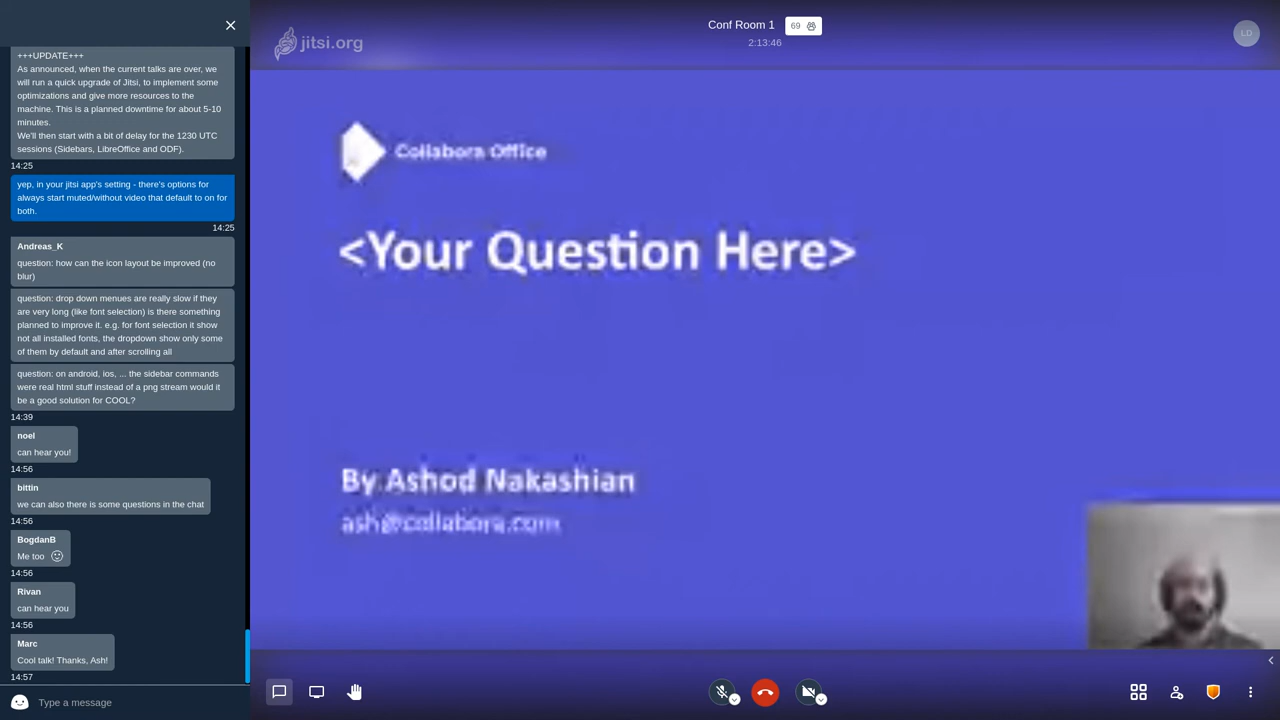 +++UPDATE+++
As announced, when the current talks are over, we
will run a quick upgrade of Jitsi, to implement some
optimizations and give more resources to the
machine. This is a planned downtime for about 5-10
minutes.
We'll then start with a bit of delay for the 1230 UTC
sessions (Sidebars, LibreOffice and ODF).
14:25
yep, in your jitsi app's setting - there's options for
always start muted/without video that default to on for
both.
14:25
Andreas_K
question: how can the icon layout be improved (no
blur)
question: drop down menues are really slow if they
are very long (like font selection) is there something
planned to improve it. e.g. for font selection it show
not all installed fonts, the dropdown show only some
of them by default and after scrolling all
question: on android, ios, ... the sidebar commands
were real html stuff instead of a png stream would it
be a good solution for COOL?
14:39
noel
can hear you!
14:56
bittin
we can also there is some questions in the chat
14:56
BogdanB
Me too
14:56
Rivan
can hear you
14:56
Marc
Cool talk! Thanks, Ash!
14:57
Type a message
jitsi.org
Conf Room 1
69
2:13:46
LD
Collabora Office
<Your Question Here>
By Ashod Nakashian
ash@collabora.com